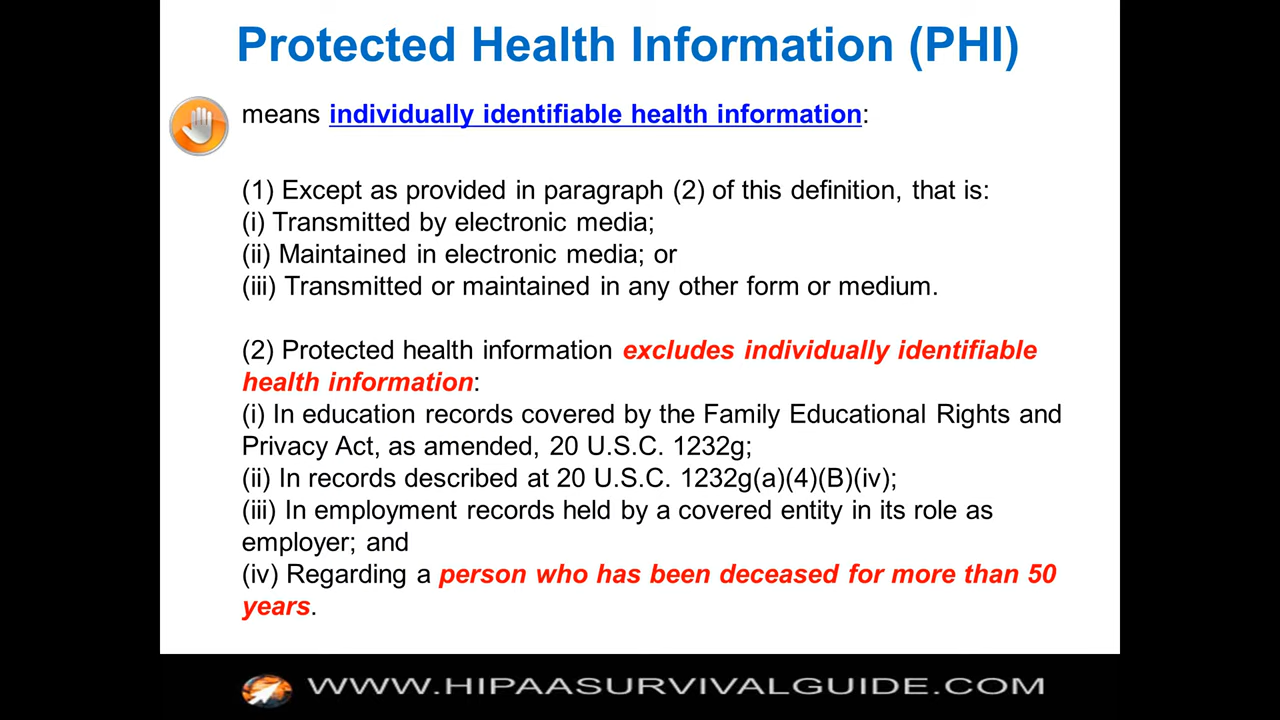 Protected Health Information (PHI)
means individually identifiable health information:
(1) Except as provided in paragraph (2) of this definition, that is:
(i) Transmitted by electronic media;
(ii) Maintained in electronic media; or
(iii) Transmitted or maintained in any other form or medium.
(2) Protected health information excludes individually identifiable
health information:
(i) In education records covered by the Family Educational Rights and
Privacy Act, as amended, 20 U.S.C. 1232g;
(ii) In records described at 20 U.S.C. 1232g(a)(4)(B)(iv);
(iii) In employment records held by a covered entity in its role as
employer; and
(iv) Regarding a person who has been deceased for more than 50
years.
WWW.HIPAASURVIVALGUIDE.COM